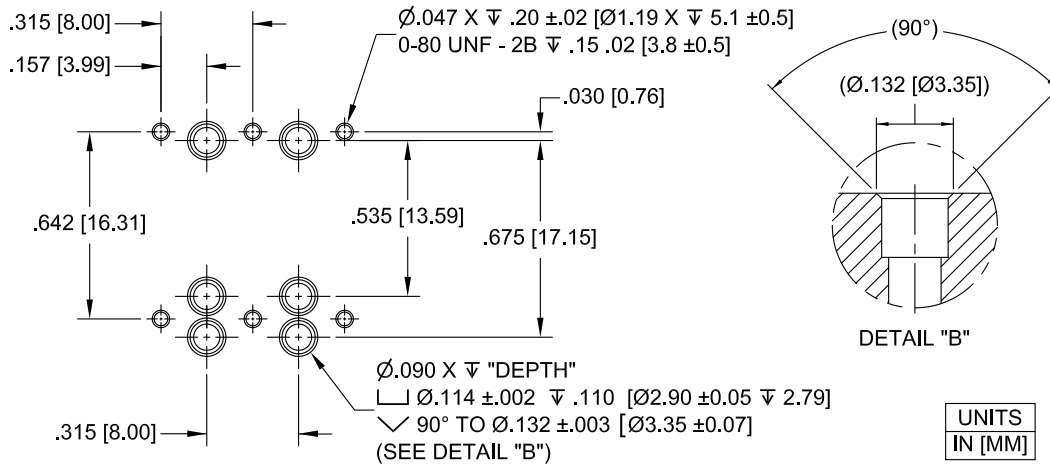 .315 [8.00]
.157 [3.99]
Ø.047 X ↧ .20 ±.02 [Ø1.19 X ↧ 5.1 ±0.5]
0-80 UNF - 2B ↧ .15 .02 [3.8 ±0.5]
.030 [0.76]
(90°)
(Ø.132 [Ø3.35])
.642 [16.31]
.535 [13.59]
.675 [17.15]
DETAIL "B"
Ø.090 X ↧ "DEPTH"
⌴ Ø.114 ±.002 ↧ .110 [Ø2.90 ±0.05 ↧ 2.79]
⌵ 90° TO Ø.132 ±.003 [Ø3.35 ±0.07]
(SEE DETAIL "B")
.315 [8.00]
UNITS
IN [MM]